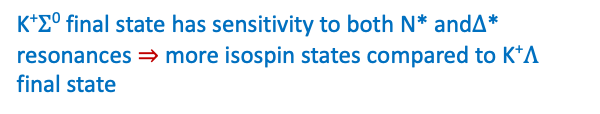 K⁺Σ⁰ final state has sensitivity to both N* andΔ*
resonances ⇒ more isospin states compared to K⁺Λ
final state